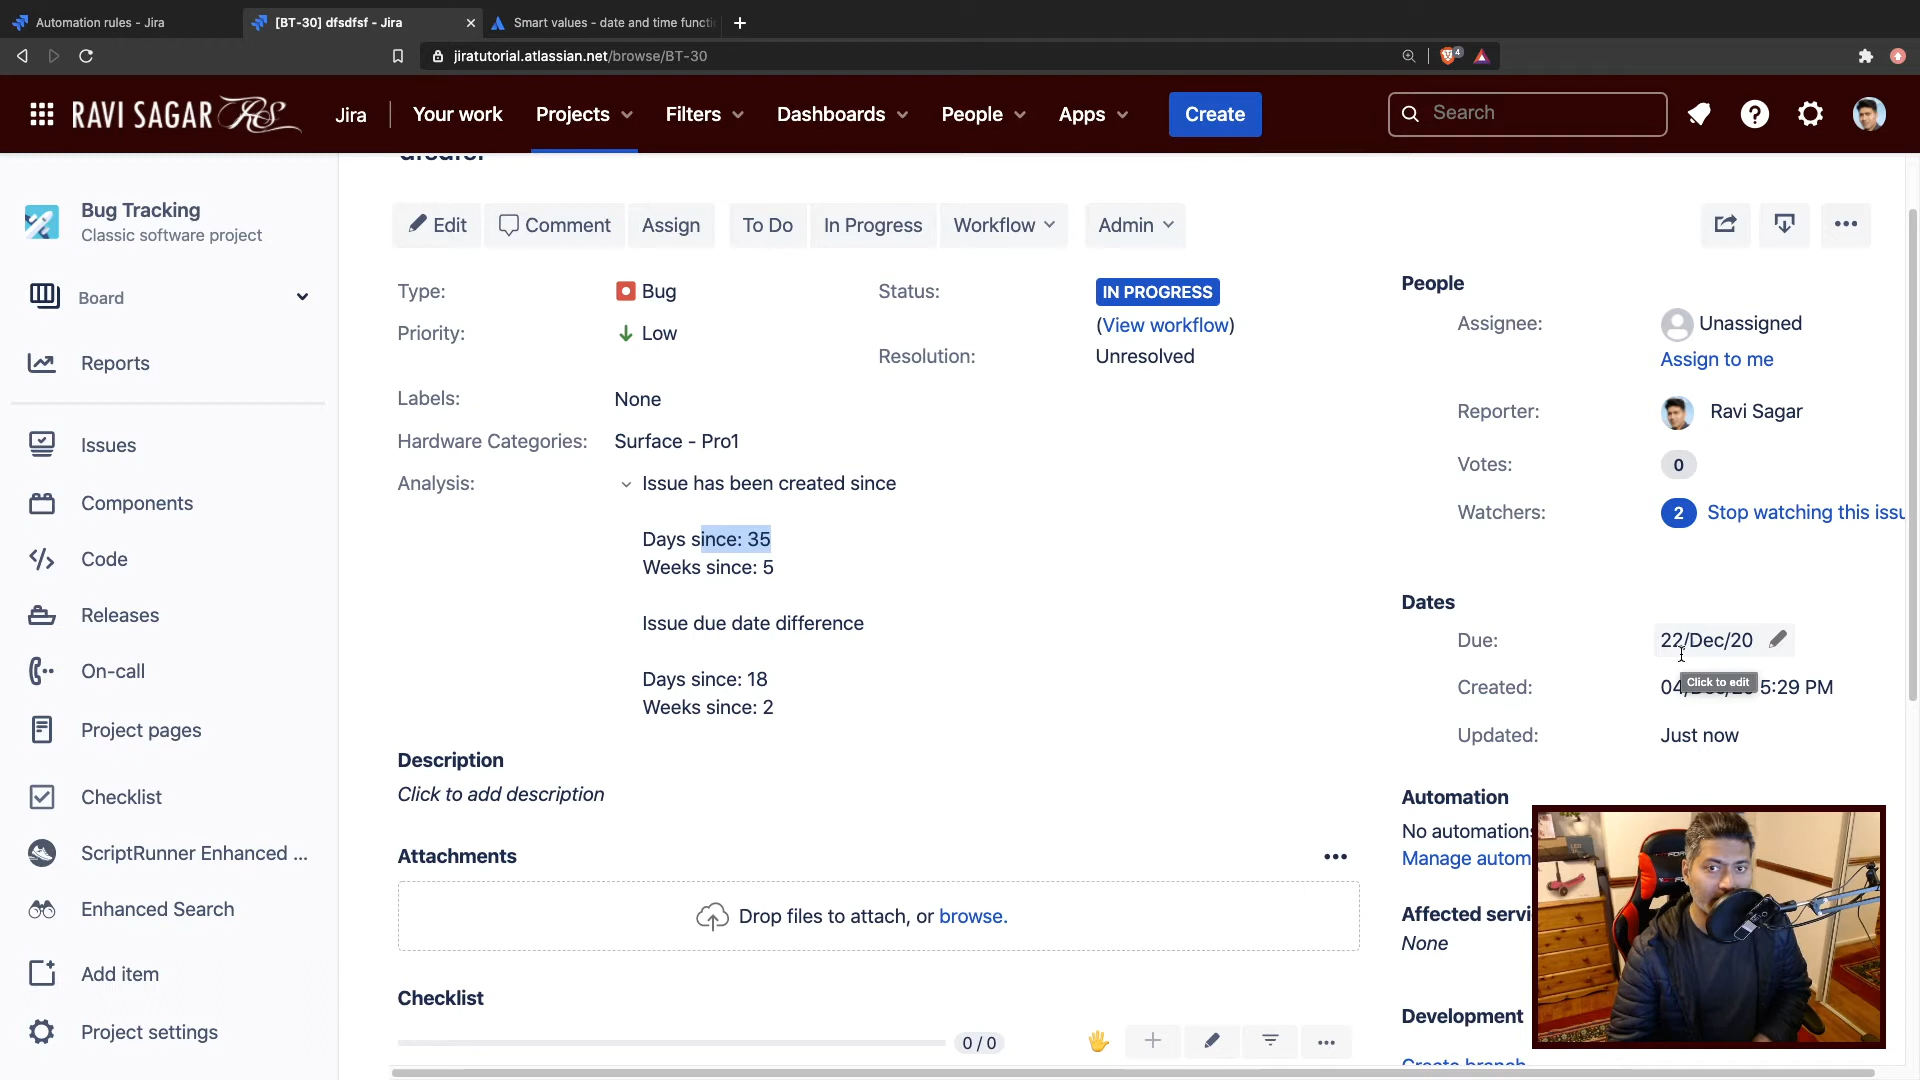 Automation rules - Jira
[BT-30] dfsdfsf - Jira
Smart values - date and time functi
jiratutorial.atlassian.net/browse/BT-30
4
RAVI SAGAR RS
Jira
Your work
Projects
Filters
Dashboards
People
Apps
Create
Search
Bug Tracking
Classic software project
Board
Reports
Issues
Components
Code
Releases
On-call
Project pages
Checklist
ScriptRunner Enhanced ...
Enhanced Search
Add item
Project settings
Edit
Comment
Assign
To Do
In Progress
Workflow
Admin
Type:
Bug
Status:
IN PROGRESS
(View workflow)
Priority:
Low
Resolution:
Unresolved
Labels:
None
Hardware Categories:
Surface - Pro1
Analysis:
Issue has been created since
Days since: 35
Weeks since: 5
Issue due date difference
Days since: 18
Weeks since: 2
Description
Click to add description
Attachments
Drop files to attach, or browse.
Checklist
0 / 0
People
Assignee:
Unassigned
Assign to me
Reporter:
Ravi Sagar
Votes:
0
Watchers:
2
Stop watching this issu
Dates
Due:
22/Dec/20
Click to edit
Created:
5:29 PM
Updated:
Just now
Automation
No automations
Manage autom
Affected servi
None
Development